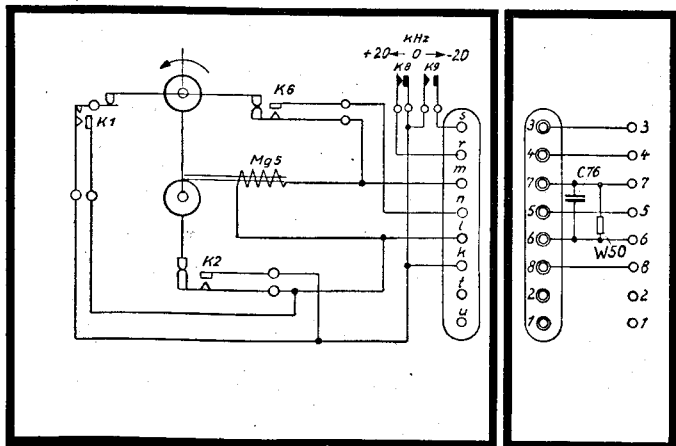 kHz
+20 ← 0 → -20
K8 K9
K1
K6
Mg5
K2
s
r
m
n
l
k
t
u
3 3
4 4
7 C76 7
5 5
6 6
W50
8 8
2 2
1 1